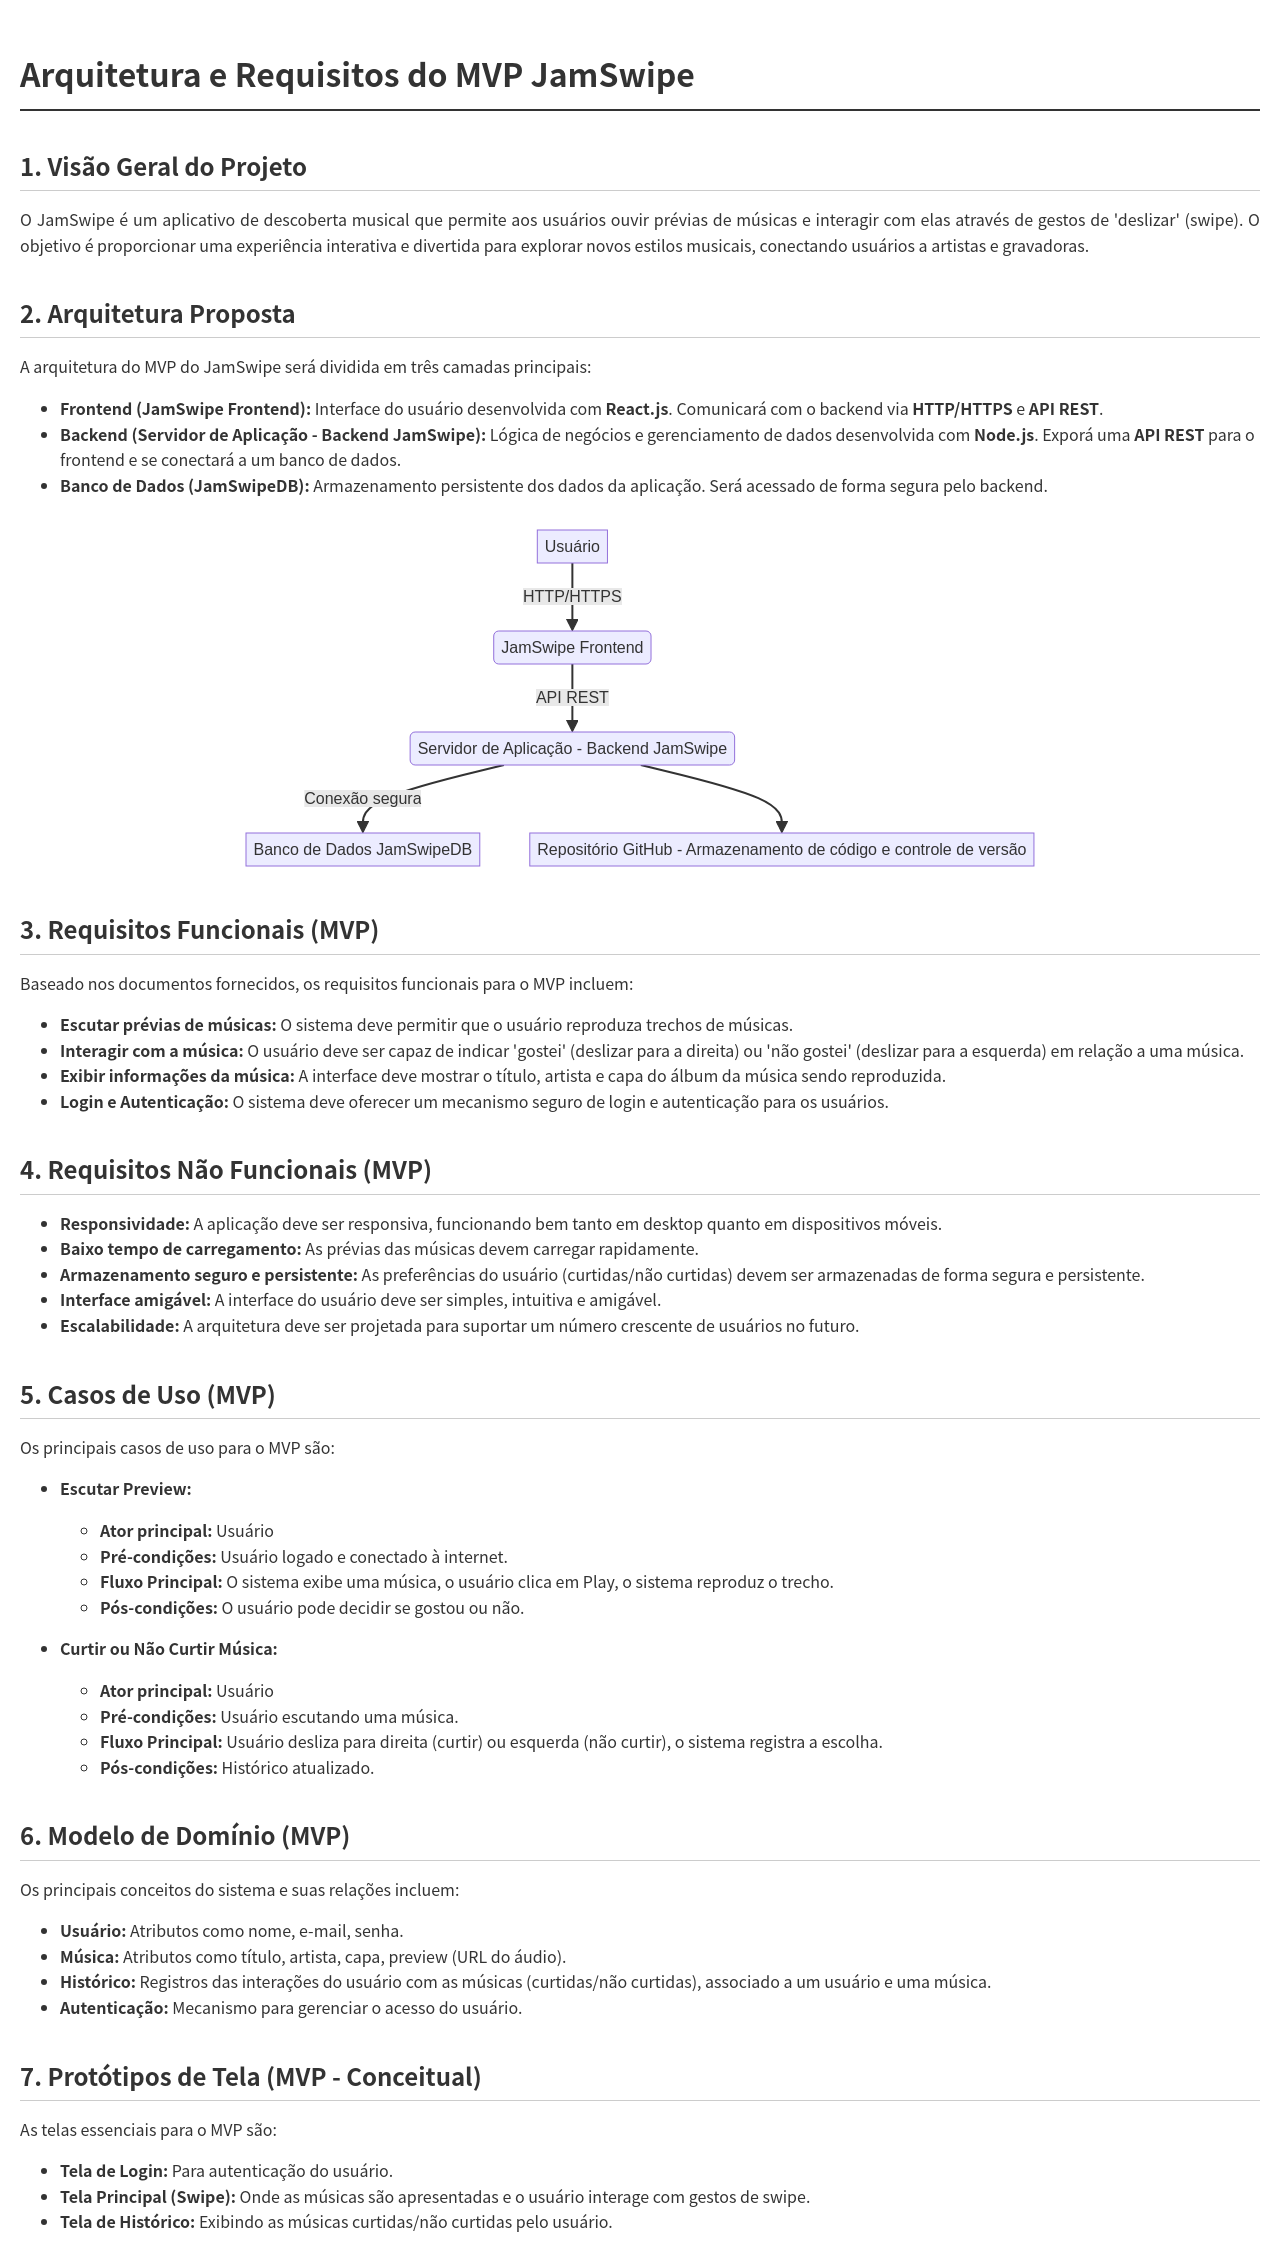 Arquitetura e Requisitos do MVP JamSwipe
1. Visão Geral do Projeto
O JamSwipe é um aplicativo de descoberta musical que permite aos usuários ouvir prévias de músicas e interagir com elas através de gestos de 'deslizar' (swipe). O
objetivo é proporcionar uma experiência interativa e divertida para explorar novos estilos musicais, conectando usuários a artistas e gravadoras.
2. Arquitetura Proposta
A arquitetura do MVP do JamSwipe será dividida em três camadas principais:
• Frontend (JamSwipe Frontend): Interface do usuário desenvolvida com React.js. Comunicará com o backend via HTTP/HTTPS e API REST.
• Backend (Servidor de Aplicação - Backend JamSwipe): Lógica de negócios e gerenciamento de dados desenvolvida com Node.js. Exporá uma API REST para o
frontend e se conectará a um banco de dados.
• Banco de Dados (JamSwipeDB): Armazenamento persistente dos dados da aplicação. Será acessado de forma segura pelo backend.
Usuário
HTTP/HTTPS
JamSwipe Frontend
API REST
Servidor de Aplicação - Backend JamSwipe
Conexão segura
Banco de Dados JamSwipeDB
Repositório GitHub - Armazenamento de código e controle de versão
3. Requisitos Funcionais (MVP)
Baseado nos documentos fornecidos, os requisitos funcionais para o MVP incluem:
• Escutar prévias de músicas: O sistema deve permitir que o usuário reproduza trechos de músicas.
• Interagir com a música: O usuário deve ser capaz de indicar 'gostei' (deslizar para a direita) ou 'não gostei' (deslizar para a esquerda) em relação a uma música.
• Exibir informações da música: A interface deve mostrar o título, artista e capa do álbum da música sendo reproduzida.
• Login e Autenticação: O sistema deve oferecer um mecanismo seguro de login e autenticação para os usuários.
4. Requisitos Não Funcionais (MVP)
• Responsividade: A aplicação deve ser responsiva, funcionando bem tanto em desktop quanto em dispositivos móveis.
• Baixo tempo de carregamento: As prévias das músicas devem carregar rapidamente.
• Armazenamento seguro e persistente: As preferências do usuário (curtidas/não curtidas) devem ser armazenadas de forma segura e persistente.
• Interface amigável: A interface do usuário deve ser simples, intuitiva e amigável.
• Escalabilidade: A arquitetura deve ser projetada para suportar um número crescente de usuários no futuro.
5. Casos de Uso (MVP)
Os principais casos de uso para o MVP são:
• Escutar Preview:
◦ Ator principal: Usuário
◦ Pré-condições: Usuário logado e conectado à internet.
◦ Fluxo Principal: O sistema exibe uma música, o usuário clica em Play, o sistema reproduz o trecho.
◦ Pós-condições: O usuário pode decidir se gostou ou não.
• Curtir ou Não Curtir Música:
◦ Ator principal: Usuário
◦ Pré-condições: Usuário escutando uma música.
◦ Fluxo Principal: Usuário desliza para direita (curtir) ou esquerda (não curtir), o sistema registra a escolha.
◦ Pós-condições: Histórico atualizado.
6. Modelo de Domínio (MVP)
Os principais conceitos do sistema e suas relações incluem:
• Usuário: Atributos como nome, e-mail, senha.
• Música: Atributos como título, artista, capa, preview (URL do áudio).
• Histórico: Registros das interações do usuário com as músicas (curtidas/não curtidas), associado a um usuário e uma música.
• Autenticação: Mecanismo para gerenciar o acesso do usuário.
7. Protótipos de Tela (MVP - Conceitual)
As telas essenciais para o MVP são:
• Tela de Login: Para autenticação do usuário.
• Tela Principal (Swipe): Onde as músicas são apresentadas e o usuário interage com gestos de swipe.
• Tela de Histórico: Exibindo as músicas curtidas/não curtidas pelo usuário.